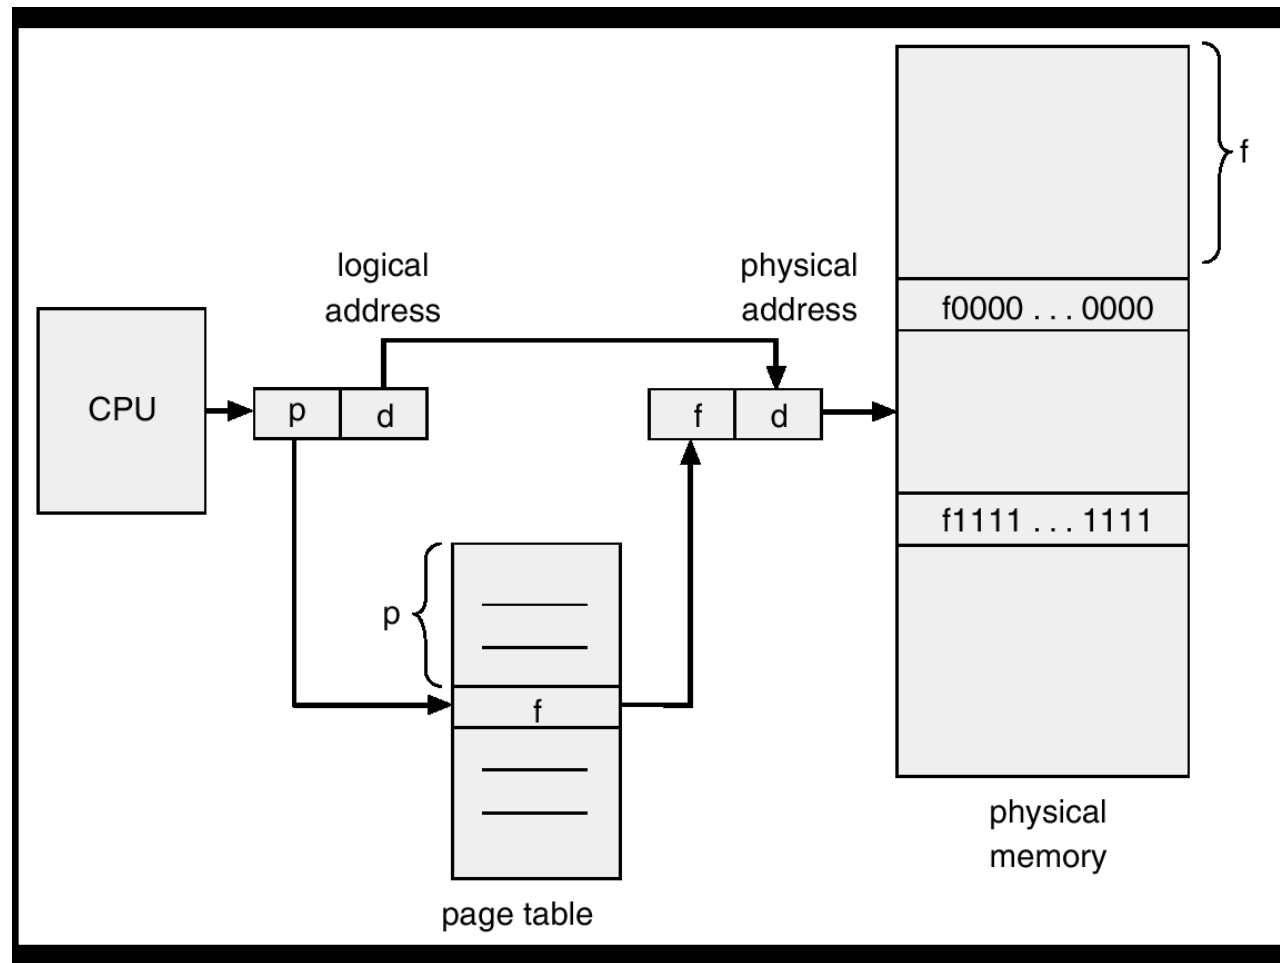 f
logical
address
physical
address
f0000 . . . 0000
CPU
p
d
f
d
f1111 . . . 1111
p
f
physical
memory
page table